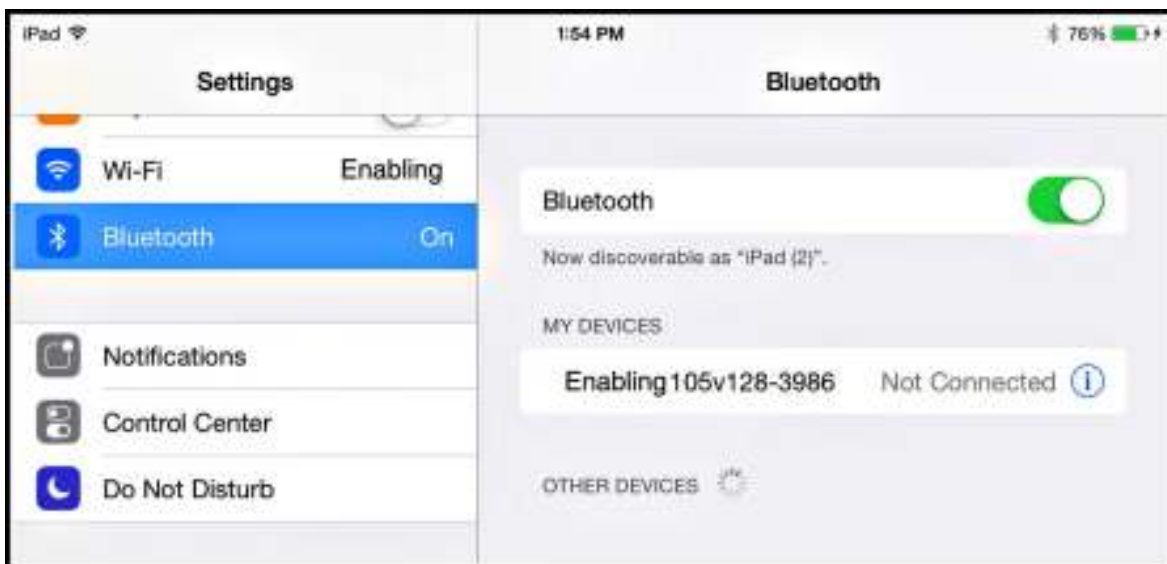 iPad 1:54 PM 76%
Settings
Bluetooth
Wi-Fi Enabling
Bluetooth On
Notifications
Control Center
Do Not Disturb
Bluetooth
Now discoverable as "iPad (2)".
MY DEVICES
Enabling105v128-3986 Not Connected
OTHER DEVICES